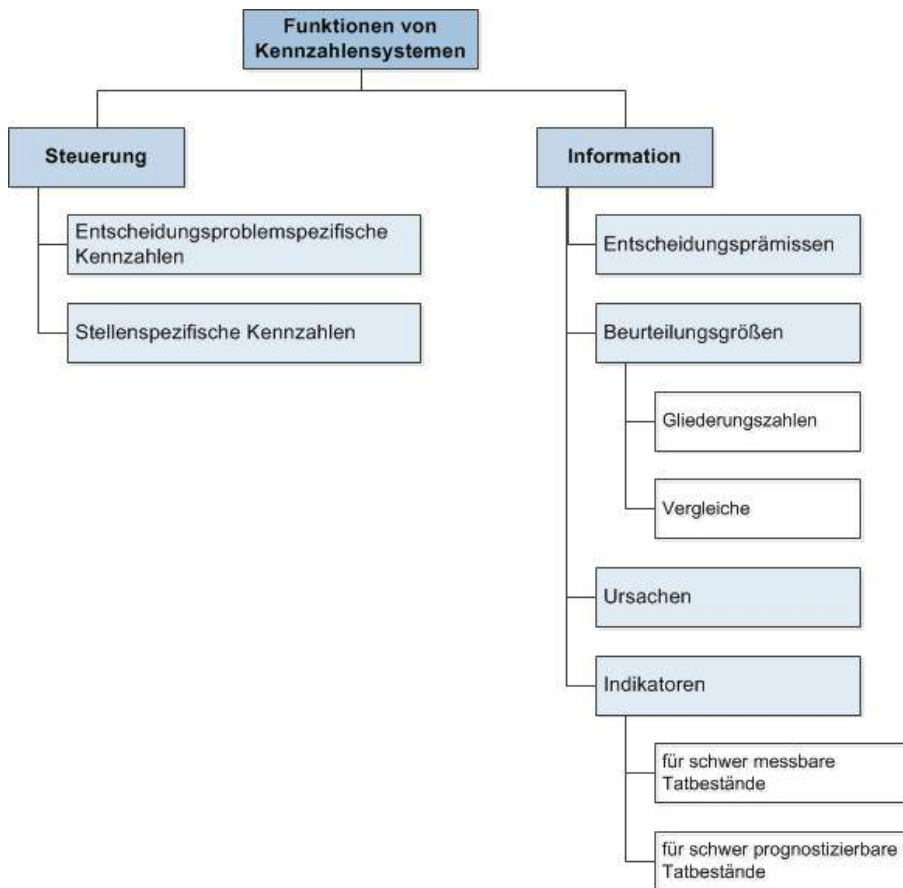 Funktionen von
Kennzahlensystemen
Steuerung
Entscheidungsproblemspezifische
Kennzahlen
Stellenspezifische Kennzahlen
Information
Entscheidungsprämissen
Beurteilungsgrößen
Gliederungszahlen
Vergleiche
Ursachen
Indikatoren
für schwer messbare
Tatbestände
für schwer prognostizierbare
Tatbestände